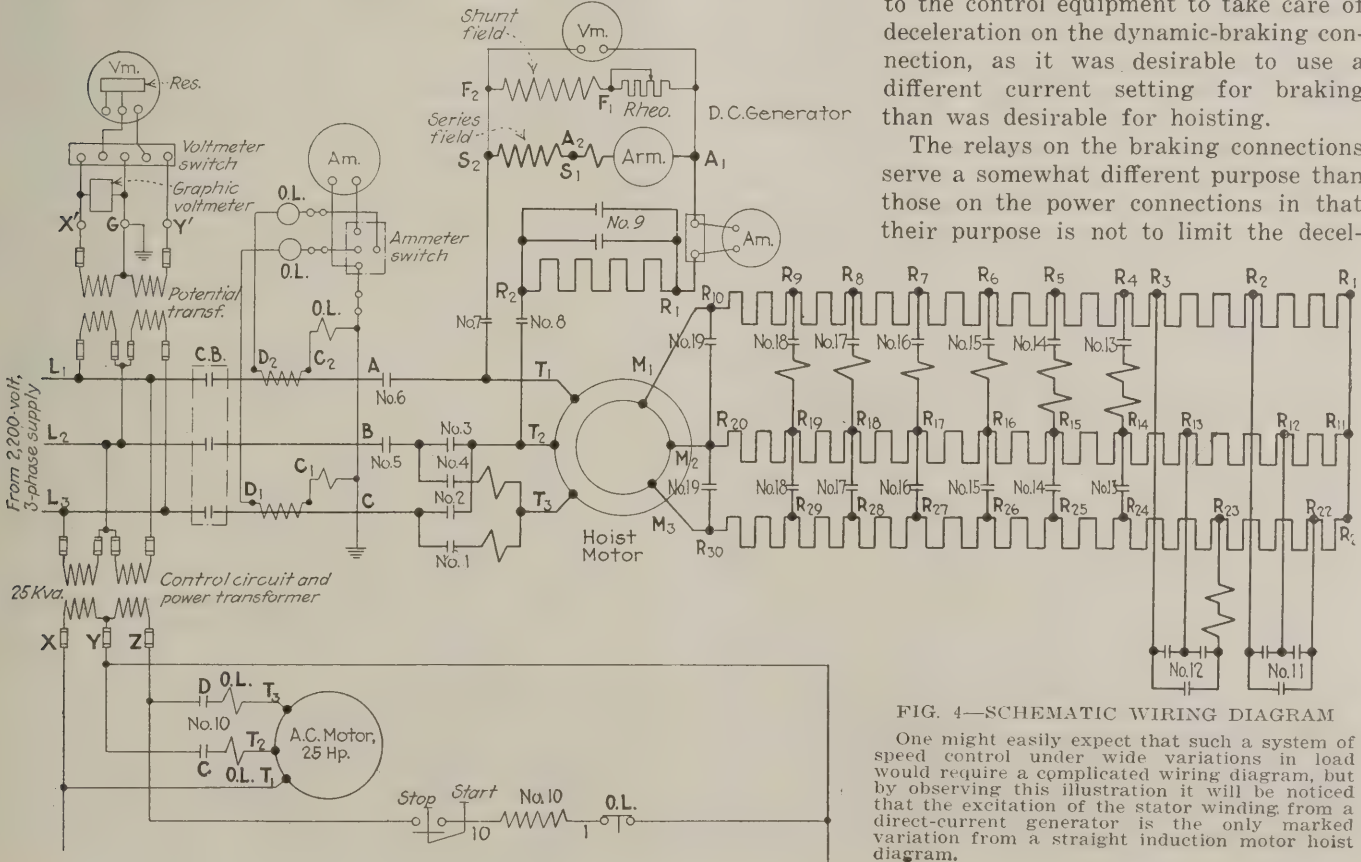 to the control equipment to take care of
deceleration on the dynamic-braking con-
nection, as it was desirable to use a
different current setting for braking
than was desirable for hoisting.
The relays on the braking connections
serve a somewhat different purpose than
those on the power connections in that
their purpose is not to limit the decel-
Shunt
field
Vm.
F2
F1
Rheo.
D.C. Generator
Series
field
S2
A2
S1
Arm.
A1
Vm.
Res.
Voltmeter
switch
Graphic
voltmeter
X'
G
Y'
Potential
transf.
Am.
O.L.
O.L.
Ammeter
switch
O.L.
No.9
Am.
R2
R1
No.7
No.8
From 2,200-volt,
3-phase supply
L1
L2
L3
C.B.
D2
C2
A
No.6
B
No.5
No.3
No.4
No.2
No.1
D1
C1
C
T1
T2
T3
M1
M2
M3
Hoist
Motor
R10
R9
R8
R7
R6
R5
R4
R3
R2
R1
No.19
No.18
No.17
No.16
No.15
No.14
No.13
R20
R19
R18
R17
R16
R15
R14
R13
R12
R11
No.19
No.18
No.17
No.16
No.15
No.14
No.13
R30
R29
R28
R27
R26
R25
R24
R23
R22
No.12
No.11
25 Kva.
Control circuit and
power transformer
X
Y
Z
D
O.L.
T3
No.10
T2
C
O.L.
T1
A.C. Motor,
25 Hp.
Stop
Start
10
No.10
1
O.L.
FIG. 4—SCHEMATIC WIRING DIAGRAM
One might easily expect that such a system of
speed control under wide variations in load
would require a complicated wiring diagram, but
by observing this illustration it will be noticed
that the excitation of the stator winding from a
direct-current generator is the only marked
variation from a straight induction motor hoist
diagram.